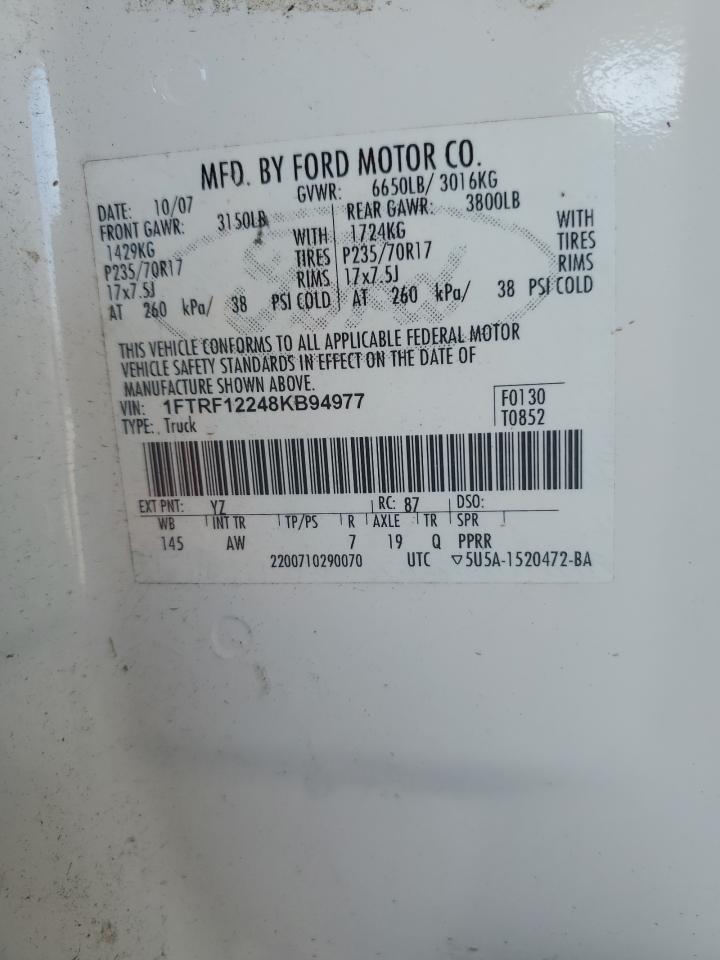 MFD. BY FORD MOTOR CO.
DATE: 10/07 GVWR: 6650LB/ 3016KG
FRONT GAWR: 3150LB REAR GAWR: 3800LB
1429KG WITH 1724KG WITH
P235/70R17 TIRES P235/70R17 TIRES
17x7.5J RIMS 17x7.5J RIMS
AT 260 kPa/ 38 PSI COLD AT 260 kPa/ 38 PSI COLD
THIS VEHICLE CONFORMS TO ALL APPLICABLE FEDERAL MOTOR
VEHICLE SAFETY STANDARDS IN EFFECT ON THE DATE OF
MANUFACTURE SHOWN ABOVE.
VIN: 1FTRF12248KB94977 F0130
TYPE: Truck T0852
EXT PNT: YZ RC: 87 DSO:
WB INT TR TP/PS R AXLE TR SPR
145 AW 7 19 Q PPRR
2200710290070 UTC ▽5U5A-1520472-BA